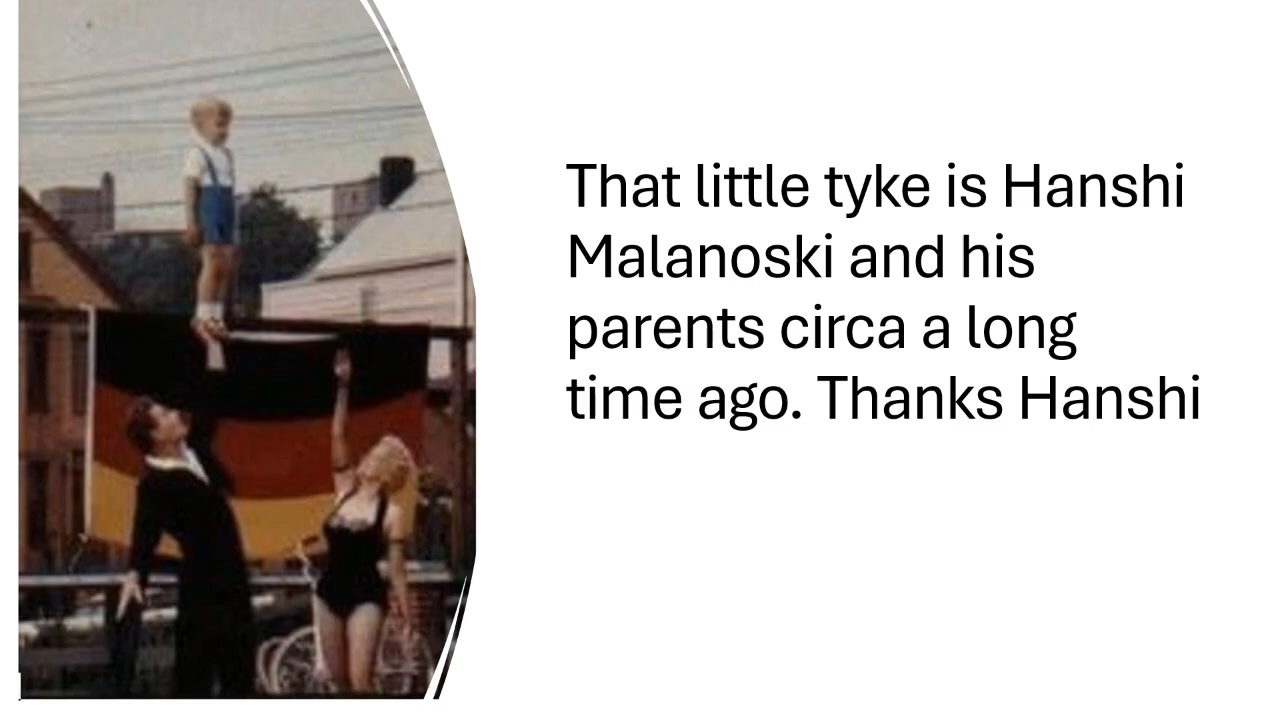 That little tyke is Hanshi
Malanoski and his
parents circa a long
time ago. Thanks Hanshi